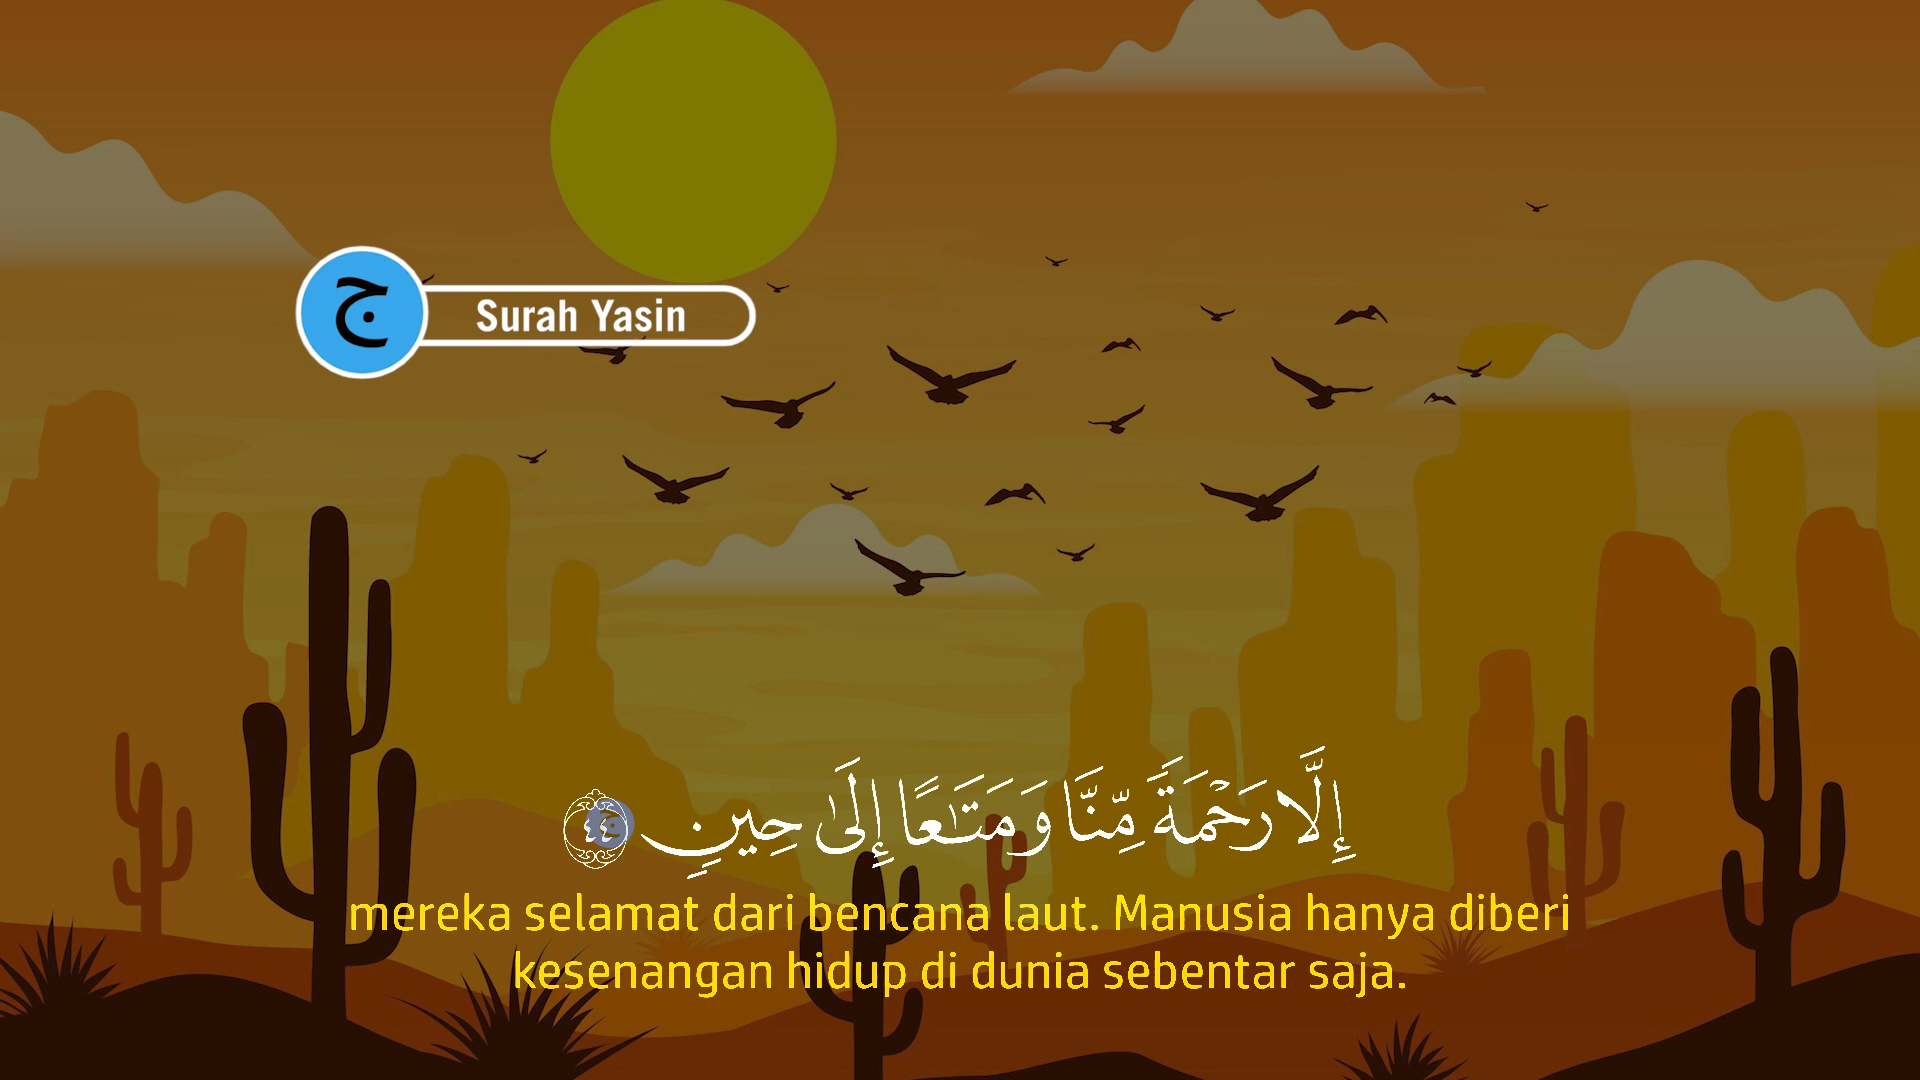 ج
Surah Yasin
إِلَّا رَحْمَةً مِّنَّا وَمَتَـٰعًا إِلَىٰ حِينٍ ٤٤
mereka selamat dari bencana laut. Manusia hanya diberi
kesenangan hidup di dunia sebentar saja.